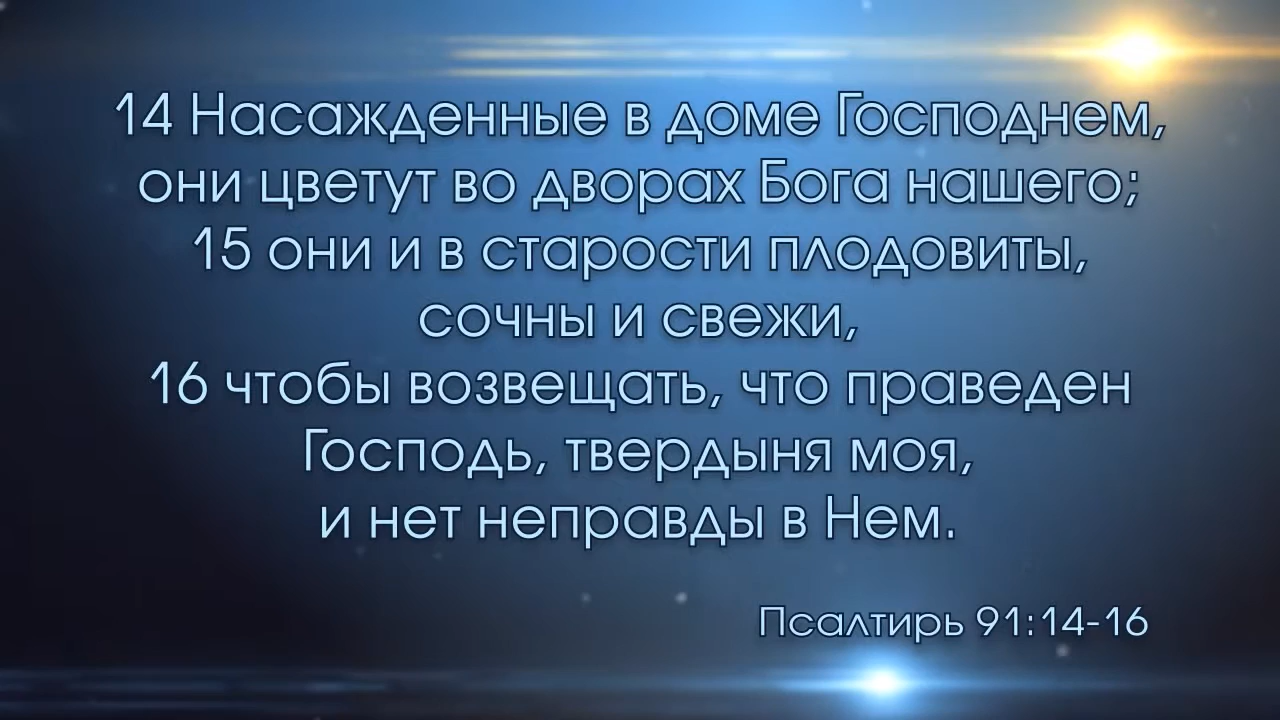 14 Насажденные в доме Господнем,
они цветут во дворах Бога нашего;
15 они и в старости плодовиты,
сочны и свежи,
16 чтобы возвещать, что праведен
Господь, твердыня моя,
и нет неправды в Нем.
Псалтирь 91:14-16